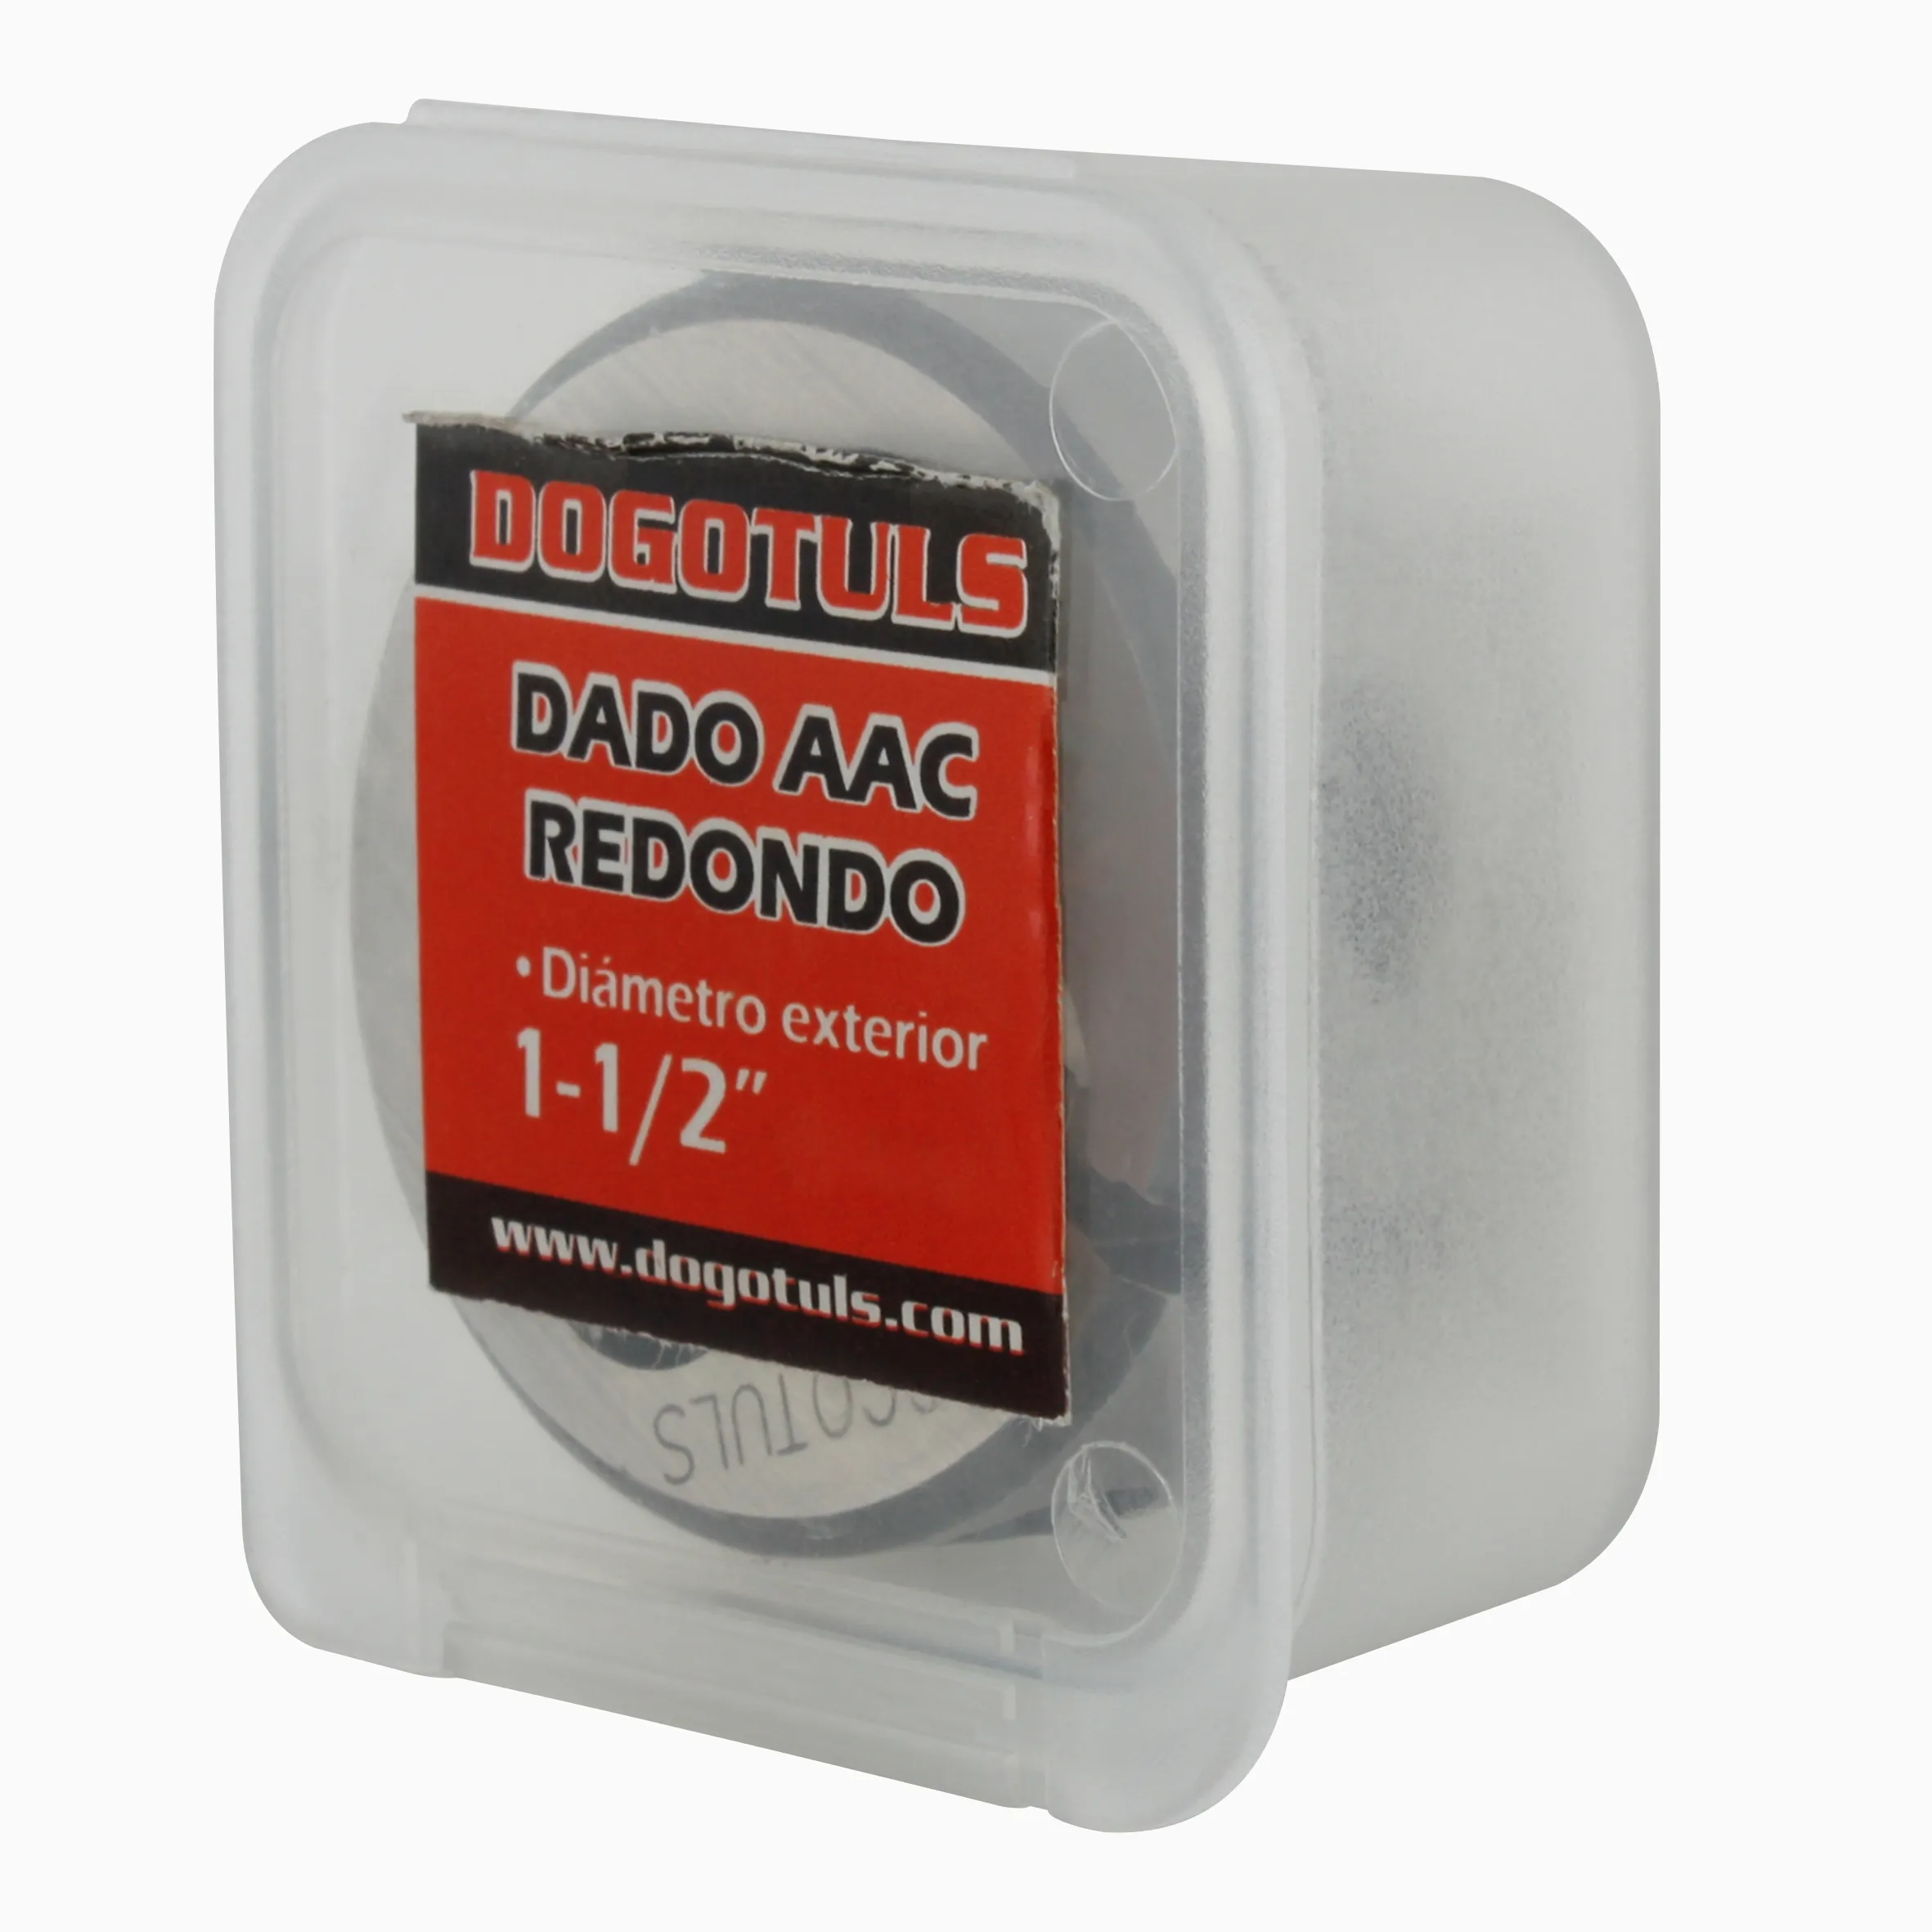 DOGOTULS
DADO AAC
REDONDO
• Diámetro exterior
1-1/2"
www.dogotuls.com